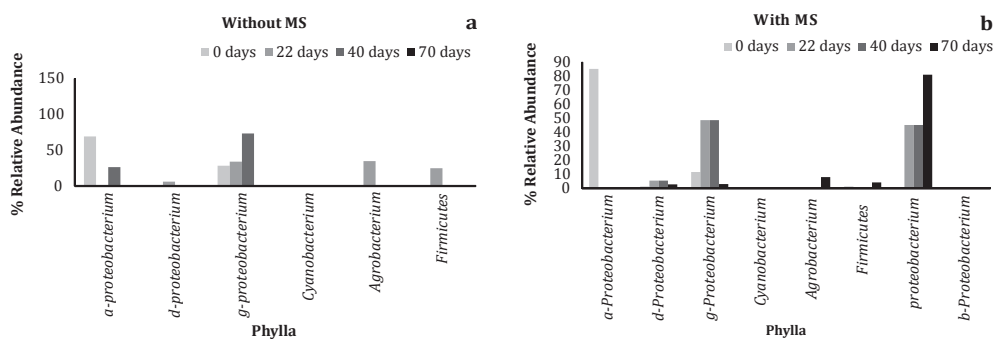 Without MS
a
0 days 22 days 40 days 70 days
% Relative Abundance
150
100
50
0
a-proteobacterium
d-proteobacterium
g-proteobacterium
Cyanobacterium
Agrobacterium
Firmicutes
Phylla
With MS
b
0 days 22 days 40 days 70 days
% Relative Abundance
90
80
70
60
50
40
30
20
10
0
a-Proteobacterium
d-Proteobacterium
g-Proteobacterium
Cyanobacterium
Agrobacterium
Firmicutes
proteobacterium
b-Proteobacterium
Phylla